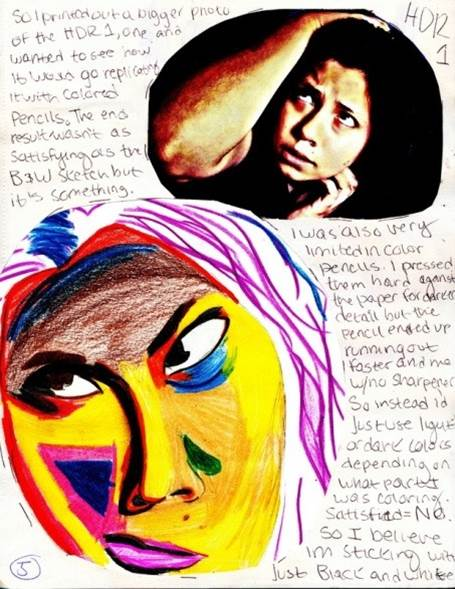 So I printed out a bigger photo
of the HDR 1, one and
wanted to see how
it would go replicating
it with colored
pencils. The end
result wasn't as
satisfying as the
B&W sketch but
it is something.
HDR
1
I was also very
limited in color
pencils. I pressed
them hard against
the paper for darker
detail but the
pencil ended up
running out
faster and me
w/no sharpener
So instead id
Just use light
or dark colors
depending on
what part I
was coloring.
Satisfied = NO.
So I believe
im sticking with
just Black and White
5